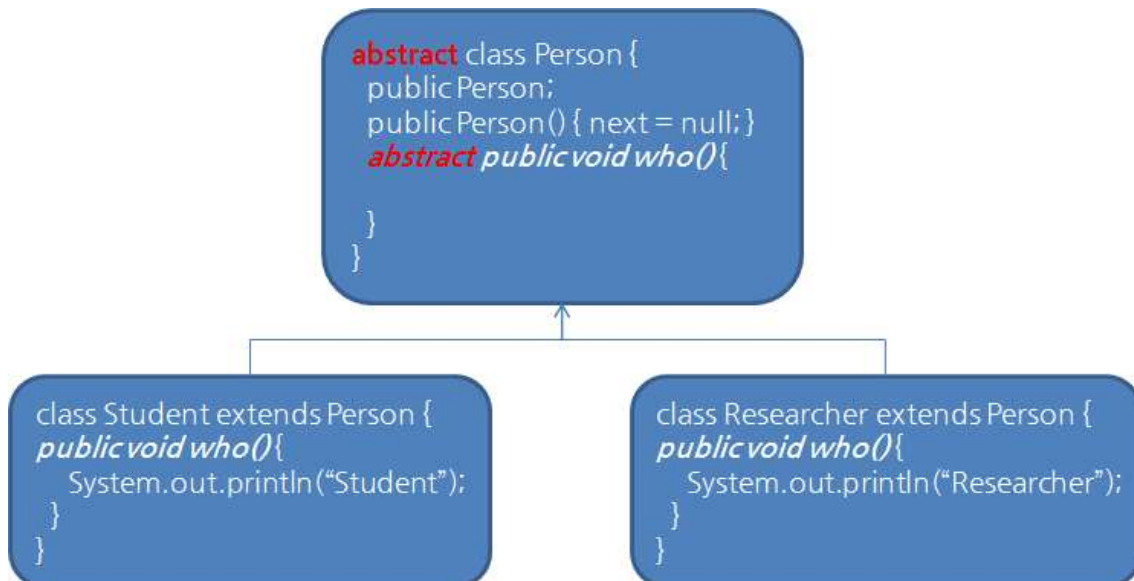 abstract class Person {
public Person;
public Person() { next = null; }
abstract public void who(){
}
}
class Student extends Person {
public void who(){
System.out.println(“Student”);
}
}
class Researcher extends Person {
public void who(){
System.out.println(“Researcher”);
}
}